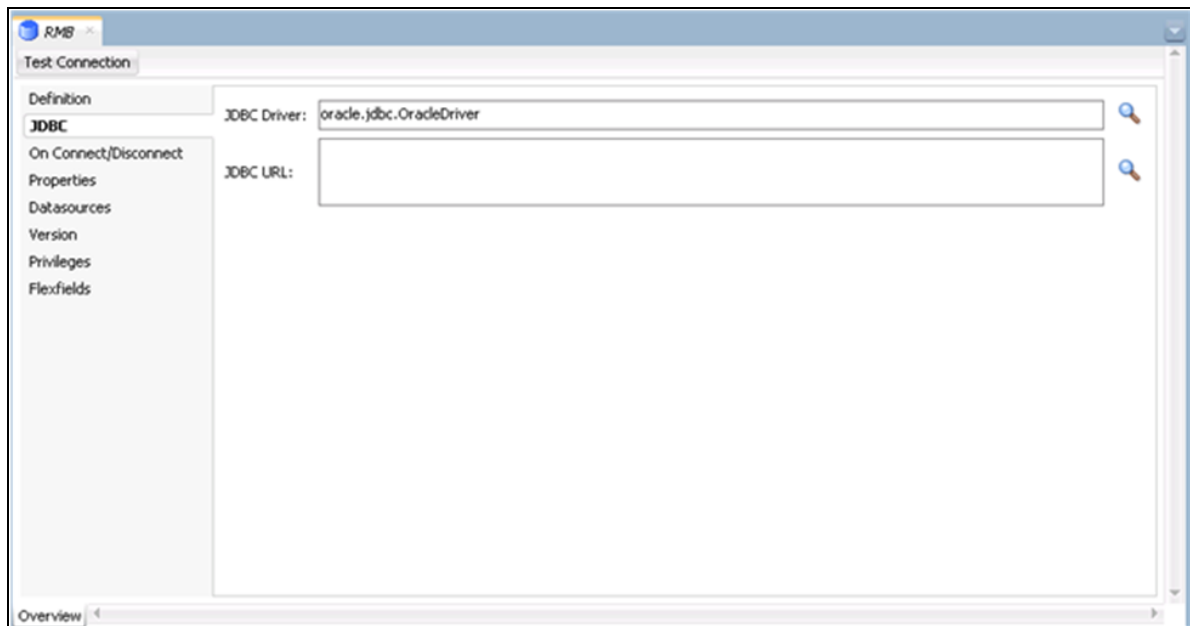 RMB
Test Connection
Definition
JDBC
On Connect/Disconnect
Properties
Datasources
Version
Privileges
Flexfields
JDBC Driver: oracle.jdbc.OracleDriver
JDBC URL:
Overview